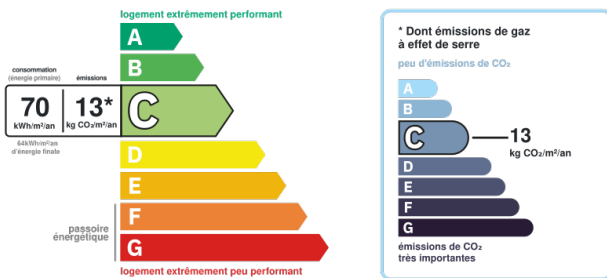 logement extrêmement performant
A
B
consommation
(énergie primaire)
émissions
70
kWh/m²/an
13*
kg CO₂/m²/an
C
64kWh/m²/an
d'énergie finale
D
E
F
passoire
énergétique
G
logement extrêmement peu performant
* Dont émissions de gaz
à effet de serre
peu d'émissions de CO₂
A
B
C
13
kg CO₂/m²/an
D
E
F
G
émissions de CO₂
très importantes